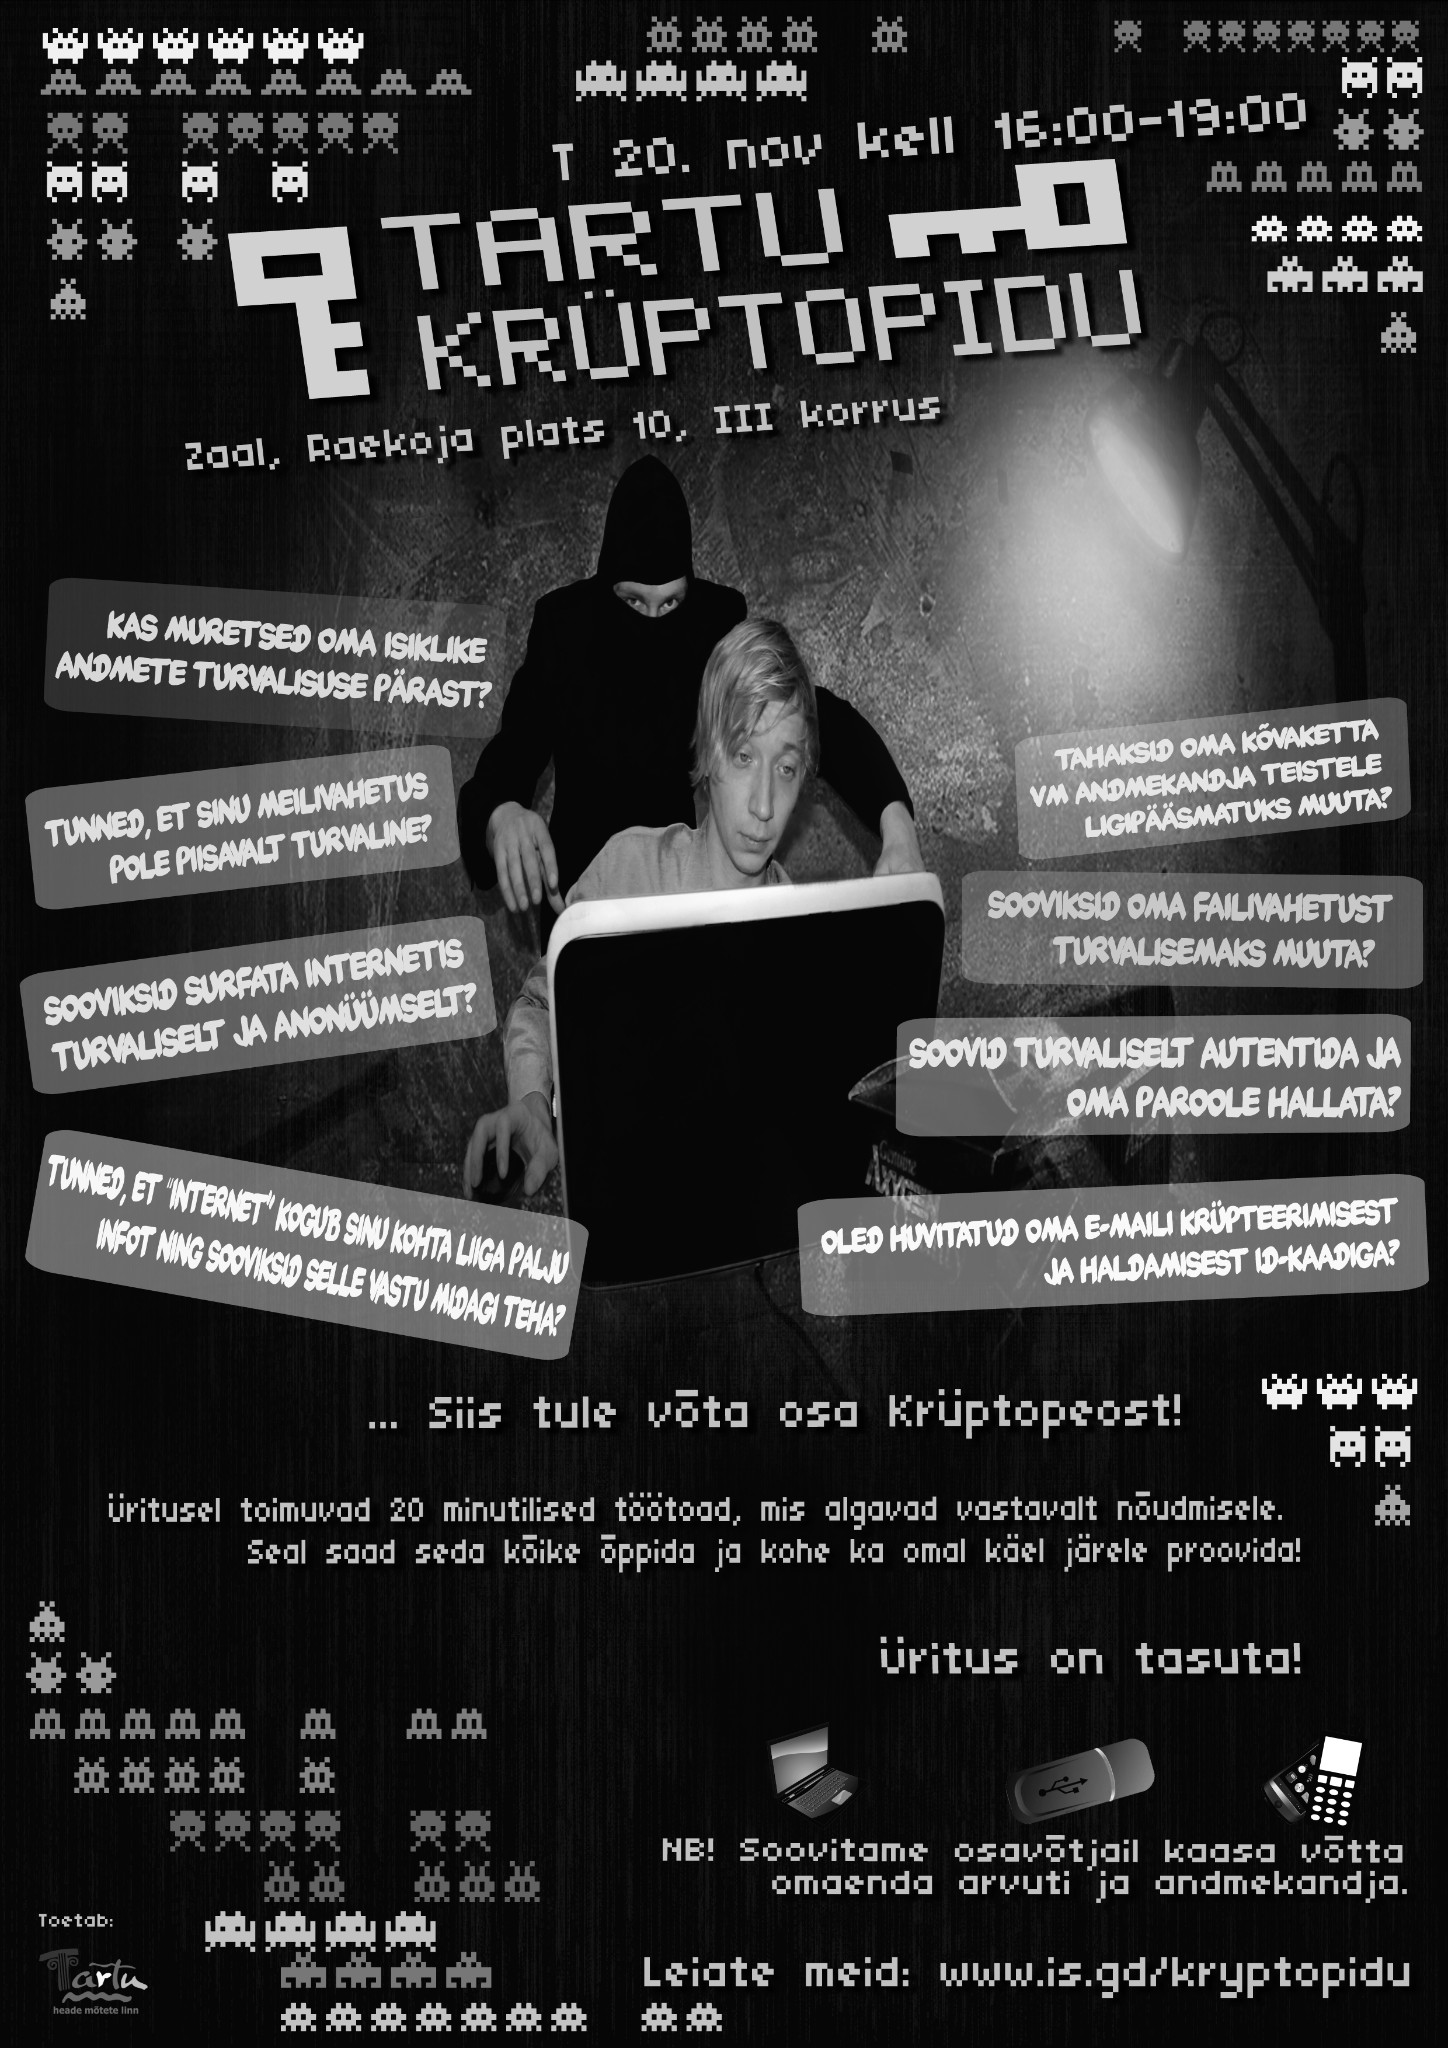 T 20. nov kell 16:00-19:00
TARTU
KRÜPTOPIDU
Zaal, Raekoja plats 10, III korrus
KAS MURETSED OMA ISIKLIKE
ANDMETE TURVALISUSE PÄRAST?
TUNNED, ET SINU MEILIVAHETUS
POLE PIISAVALT TURVALINE?
SOOVIKSID SURFATA INTERNETIS
TURVALISELT JA ANONÜÜMSELT?
TUNNED, ET "INTERNET" KOGUB SINU KOHTA LIIGA PALJU
INFOT NING SOOVIKSID SELLE VASTU MIDAGI TEHA?
TAHAKSID OMA KÕVAKETTA
VM ANDMEKANDJA TEISTELE
LIGIPÄÄSMATUKS MUUTA?
SOOVIKSID OMA FAILIVAHETUST
TURVALISEMAKS MUUTA?
SOOVID TURVALISELT AUTENTIDA JA
OMA PAROOLE HALLATA?
OLED HUVITATUD OMA E-MAILI KRÜPTEERIMISEST
JA HALDAMISEST ID-KAADIGA?
... Siis tule võta osa Krüptopeost!
Üritusel toimuvad 20 minutilised töötoad, mis algavad vastavalt nõudmisele.
Seal saad seda kõike õppida ja kohe ka omal käel järele proovida!
Üritus on tasuta!
NB! Soovitame osavõtjail kaasa võtta
omaenda arvuti ja andmekandja.
Toetab:
Tartu
heade mõtete linn
Leiate meid: www.is.gd/kryptopidu